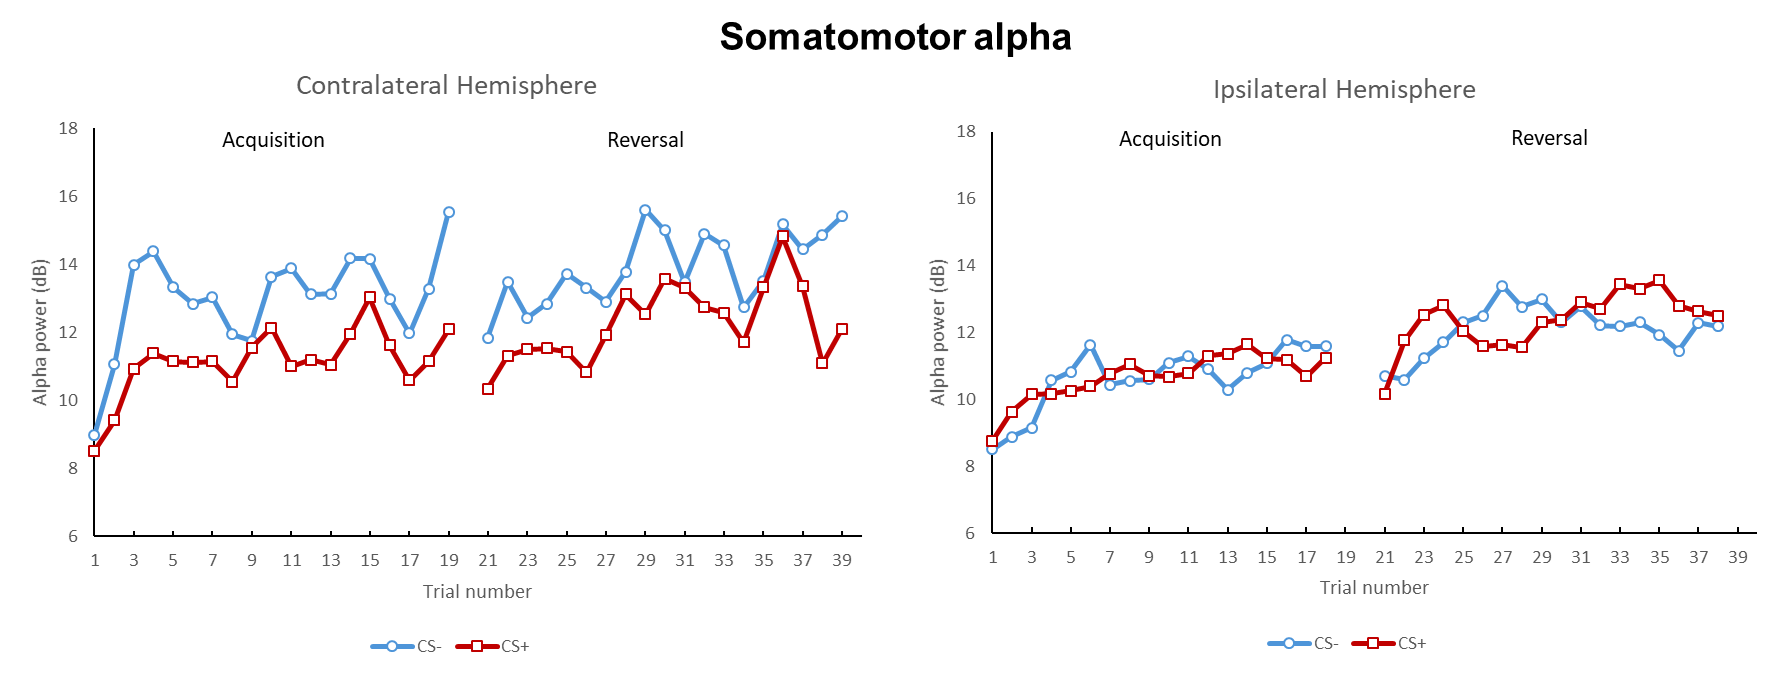 Somatomotor alpha
Contralateral Hemisphere
Acquisition
Reversal
Alpha power (dB)
18
16
14
12
10
8
6
1 3 5 7 9 11 13 15 17 19 21 23 25 27 29 31 33 35 37 39
Trial number
CS- CS+
Ipsilateral Hemisphere
Acquisition
Reversal
Alpha power (dB)
18
16
14
12
10
8
6
1 3 5 7 9 11 13 15 17 19 21 23 25 27 29 31 33 35 37 39
Trial number
CS- CS+